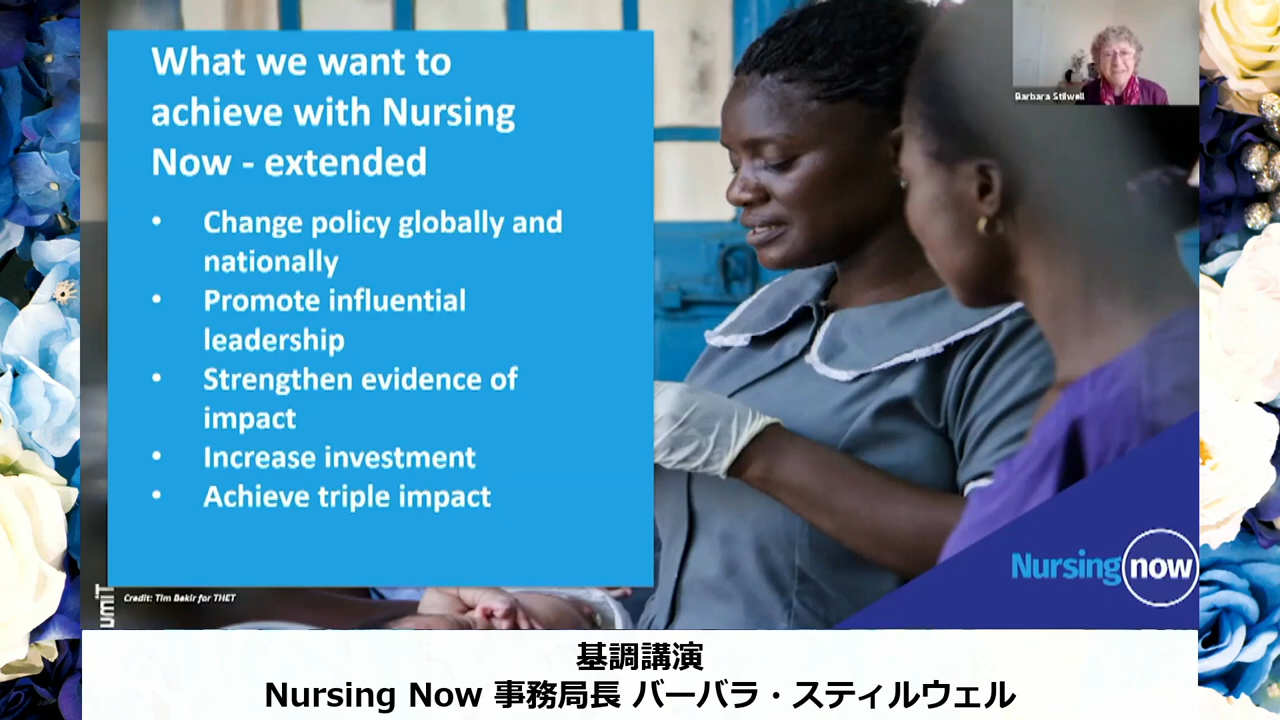 What we want to
achieve with Nursing
Now - extended
• Change policy globally and
nationally
• Promote influential
leadership
• Strengthen evidence of
impact
• Increase investment
• Achieve triple impact
Barbara Stilwell
Nursing now
Credit: Tim Bekir for THET
基調講演
Nursing Now 事務局長 バーバラ・スティルウェル